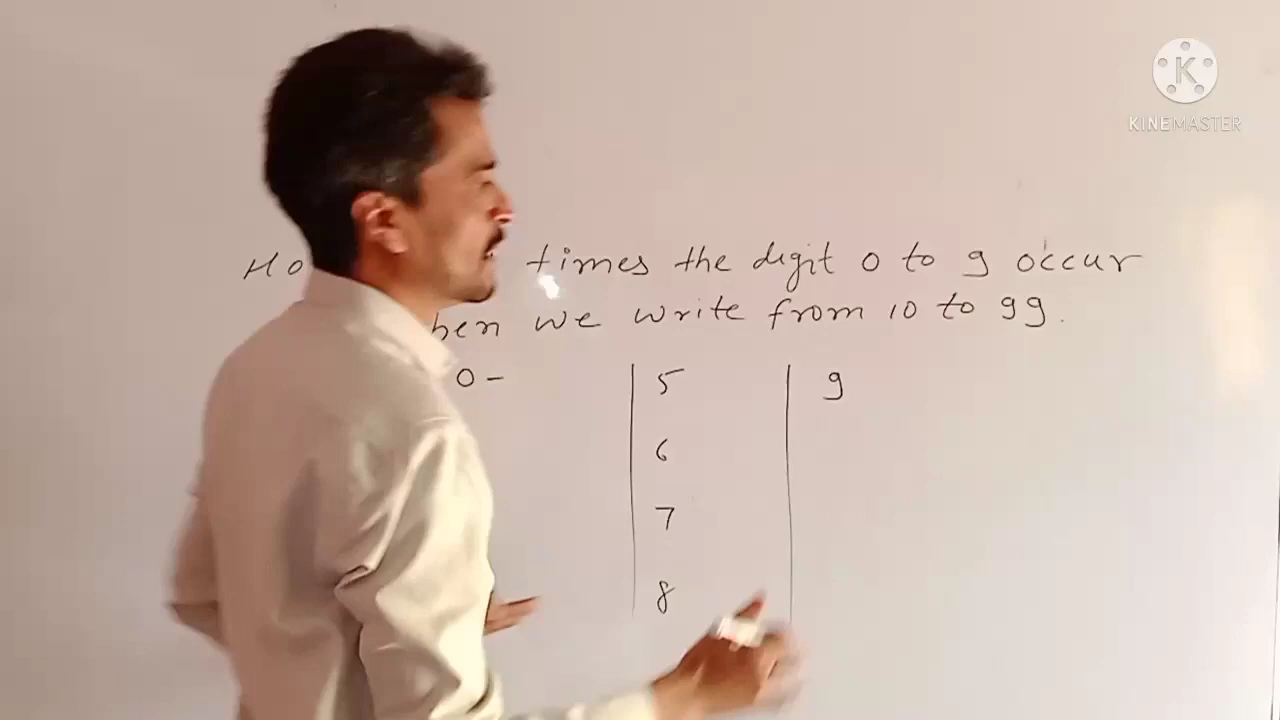 Ho times the digit 0 to 9 occur
hen we write from 10 to 99.
0 - 5 9
6
7
8
K
KINEMASTER